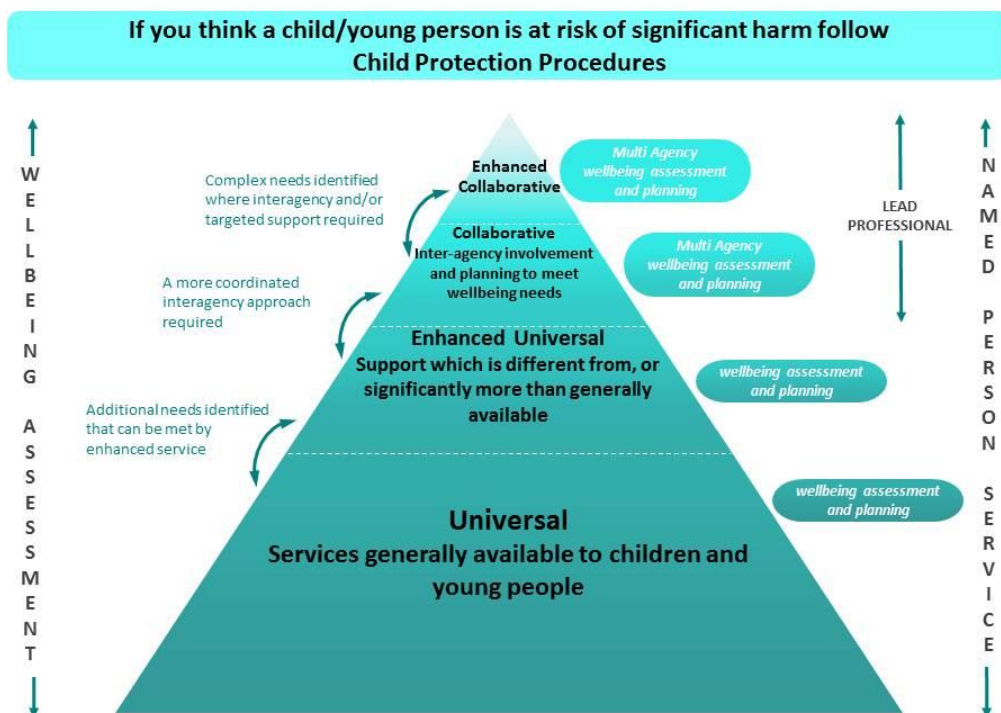 If you think a child/young person is at risk of significant harm follow
Child Protection Procedures
WELLBEING ASSESSMENT
Complex needs identified
where interagency and/or
targeted support required
A more coordinated
interagency approach
required
Additional needs identified
that can be met by
enhanced service
Enhanced
Collaborative
Collaborative
Inter-agency involvement
and planning to meet
wellbeing needs
Enhanced Universal
Support which is different from, or
significantly more than generally
available
Universal
Services generally available to children and
young people
Multi Agency
wellbeing assessment
and planning
Multi Agency
wellbeing assessment
and planning
wellbeing assessment
and planning
wellbeing assessment
and planning
LEAD
PROFESSIONAL
NAMED PERSON SERVICE